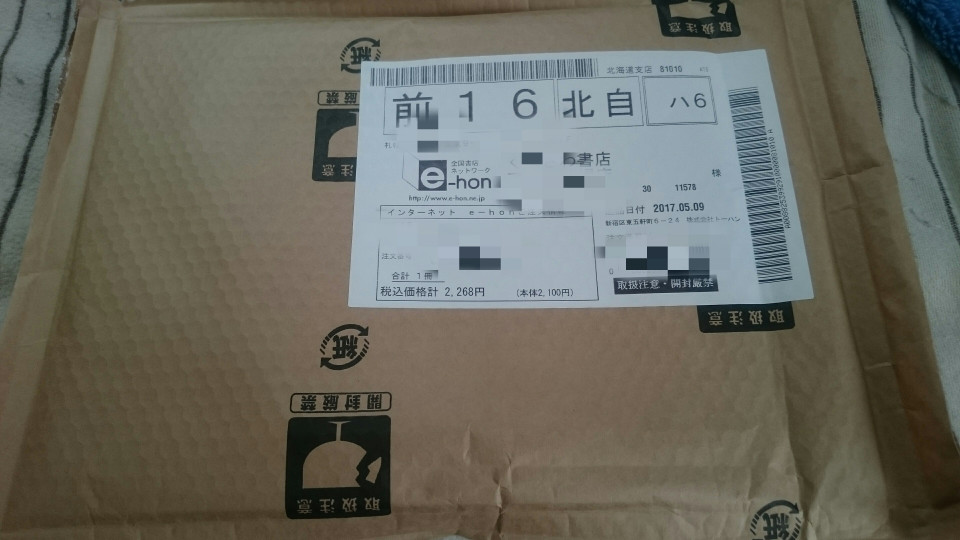 紙
取扱注意
北海道支店 81010
前16 北自 ハ6
開封厳禁
取扱注意
書店
全国書店
ネットワーク
e-hon
様
http://www.e-hon.ne.jp
30 11578
日付 2017.05.09
インターネット e-hon
新宿区東五軒町6-24 株式会社トーハン
合計 1冊
税込価格計 2,268円 (本体2,100円)
取扱注意・開封厳禁
取扱注意
紙
開封厳禁
取扱注意
紙